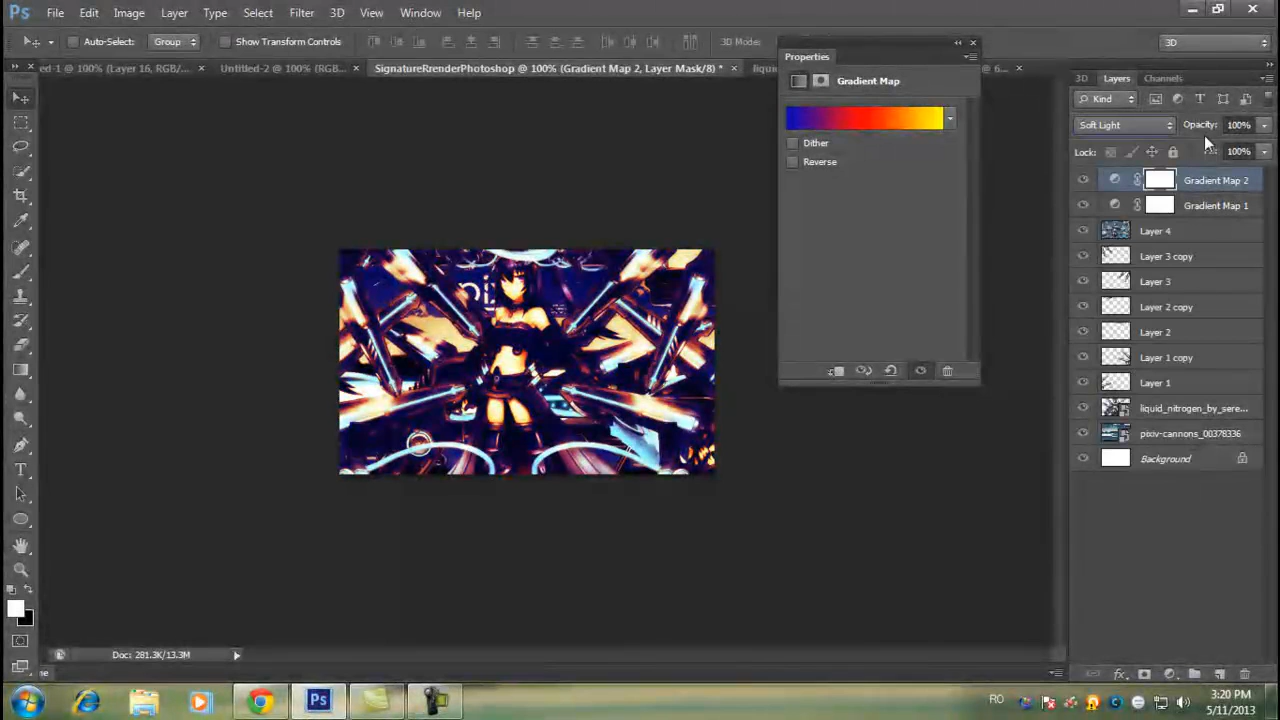 Ps File Edit Image Layer Type Select Filter 3D View Window Help
Auto-Select: Group Show Transform Controls 3D Mode: 3D
ed-1 @ 100% (Layer 16, RGB/... × Untitled-2 @ 100% (RGB... × SignatureRrenderPhotoshop @ 100% (Gradient Map 2, Layer Mask/8) * ×
Properties
Gradient Map
Dither
Reverse
3D Layers Channels
Kind
Soft Light Opacity: 100%
Lock: 100%
Gradient Map 2
Gradient Map 1
Layer 4
Layer 3 copy
Layer 3
Layer 2 copy
Layer 2
Layer 1 copy
Layer 1
liquid_nitrogen_by_sere...
pixiv-cannons_00378336
Background
Doc: 281.3K/13.3M
RO
3:20 PM
5/11/2013